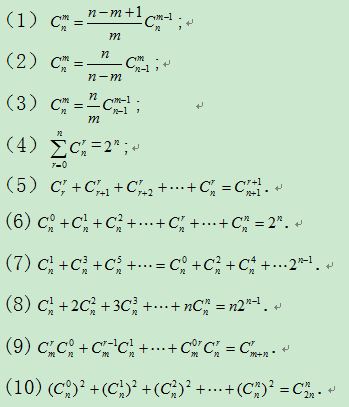 (1) $C_n^m=\frac{n-m+1}{m}C_n^{m-1}$;
(2) $C_n^m=\frac{n}{n-m}C_{n-1}^m$;
(3) $C_n^m=\frac{n}{m}C_{n-1}^{m-1}$;
(4) $\sum_{r=0}^{n}C_n^r=2^n$;
(5) $C_r^r+C_{r+1}^r+C_{r+2}^r+\cdots+C_n^r=C_{n+1}^{r+1}$.
(6) $C_n^0+C_n^1+C_n^2+\cdots+C_n^r+\cdots+C_n^n=2^n$.
(7) $C_n^1+C_n^3+C_n^5+\cdots=C_n^0+C_n^2+C_n^4+\cdots2^{n-1}$.
(8) $C_n^1+2C_n^2+3C_n^3+\cdots+nC_n^n=n2^{n-1}$.
(9) $C_m^rC_n^0+C_m^{r-1}C_n^1+\cdots+C_m^{0r}C_n^r=C_{m+n}^r$.
(10) $(C_n^0)^2+(C_n^1)^2+(C_n^2)^2+\cdots+(C_n^n)^2=C_{2n}^n$.